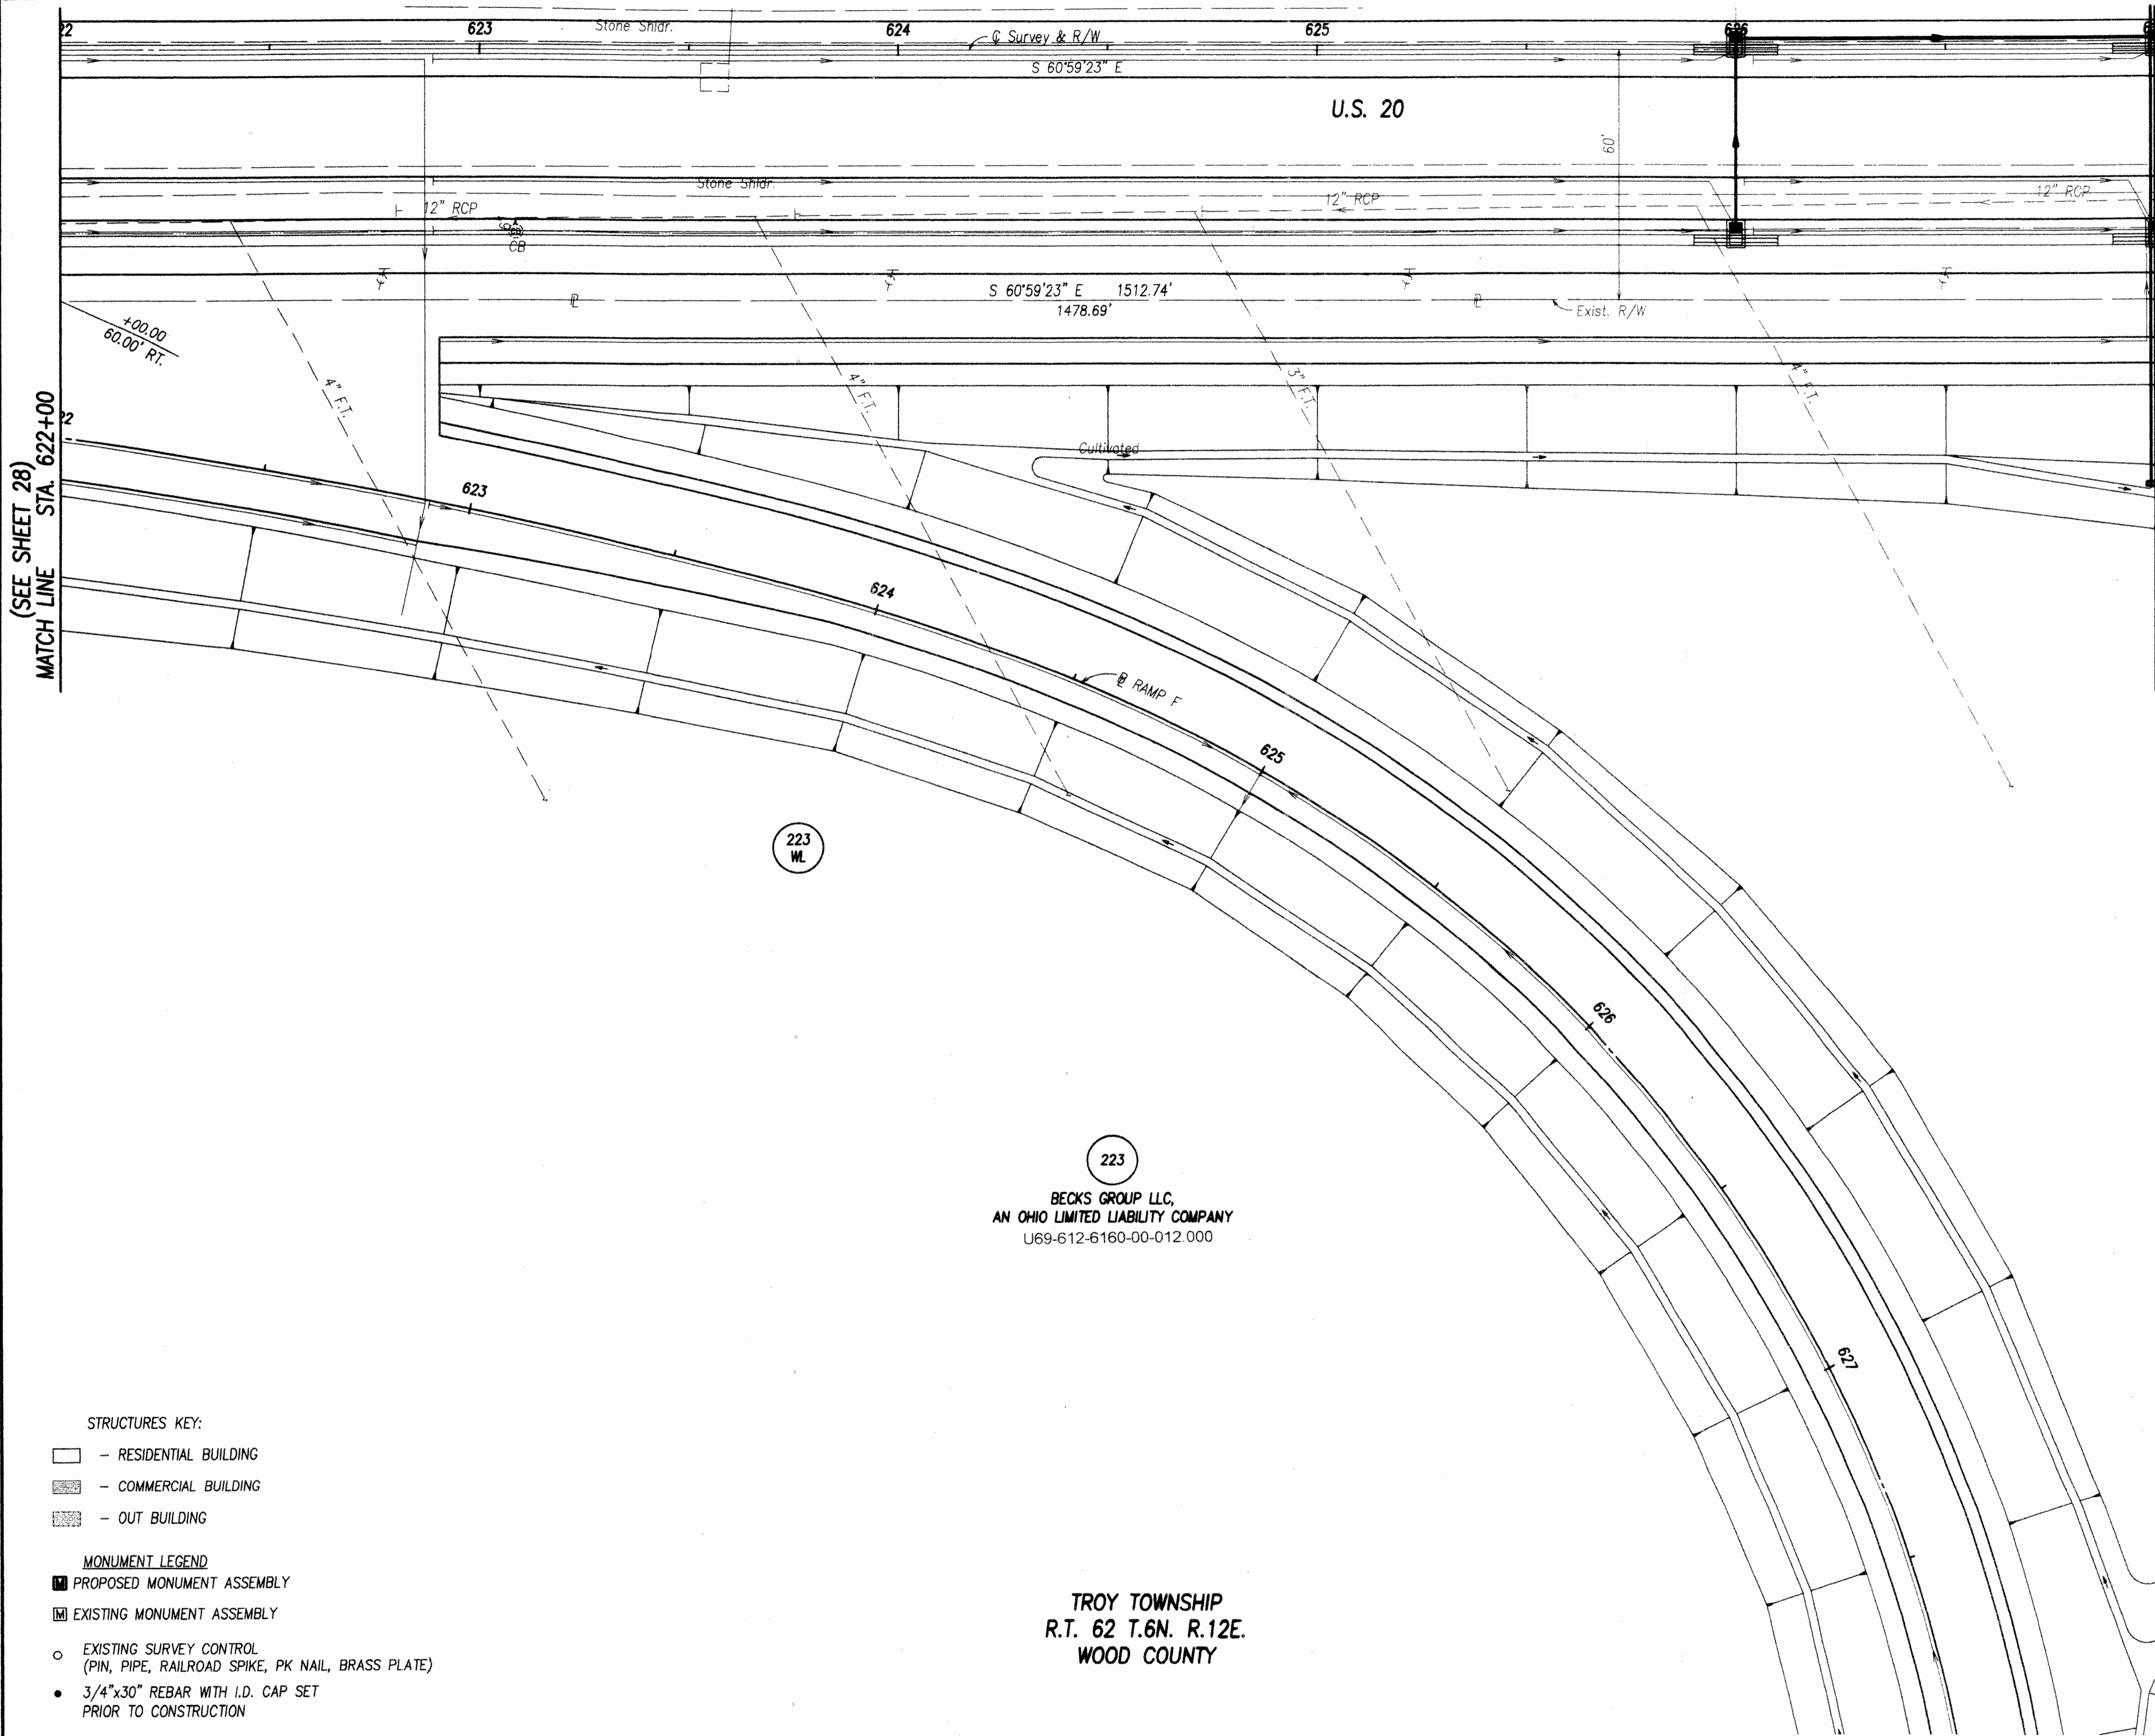 22
623
Stone Shldr.
624
℄ Survey & R/W
625
626
S 60°59'23" E
U.S. 20
60'
Stone Shldr.
12" RCP
12" RCP
12" RCP
CB
S 60°59'23" E 1512.74'
1478.69'
Exist. R/W
+00.00
60.00' RT.
4" F.T.
4" F.T.
3" F.T.
4" F.T.
(SEE SHEET 28)
MATCH LINE STA. 622+00
22
Cultivated
623
624
RAMP F
625
223
WL
626
223
BECKS GROUP LLC,
AN OHIO LIMITED LIABILITY COMPANY
U69-612-6160-00-012.000
627
STRUCTURES KEY:
– RESIDENTIAL BUILDING
– COMMERCIAL BUILDING
– OUT BUILDING
MONUMENT LEGEND
M PROPOSED MONUMENT ASSEMBLY
M EXISTING MONUMENT ASSEMBLY
EXISTING SURVEY CONTROL
(PIN, PIPE, RAILROAD SPIKE, PK NAIL, BRASS PLATE)
3/4"x30" REBAR WITH I.D. CAP SET
PRIOR TO CONSTRUCTION
TROY TOWNSHIP
R.T. 62 T.6N. R.12E.
WOOD COUNTY